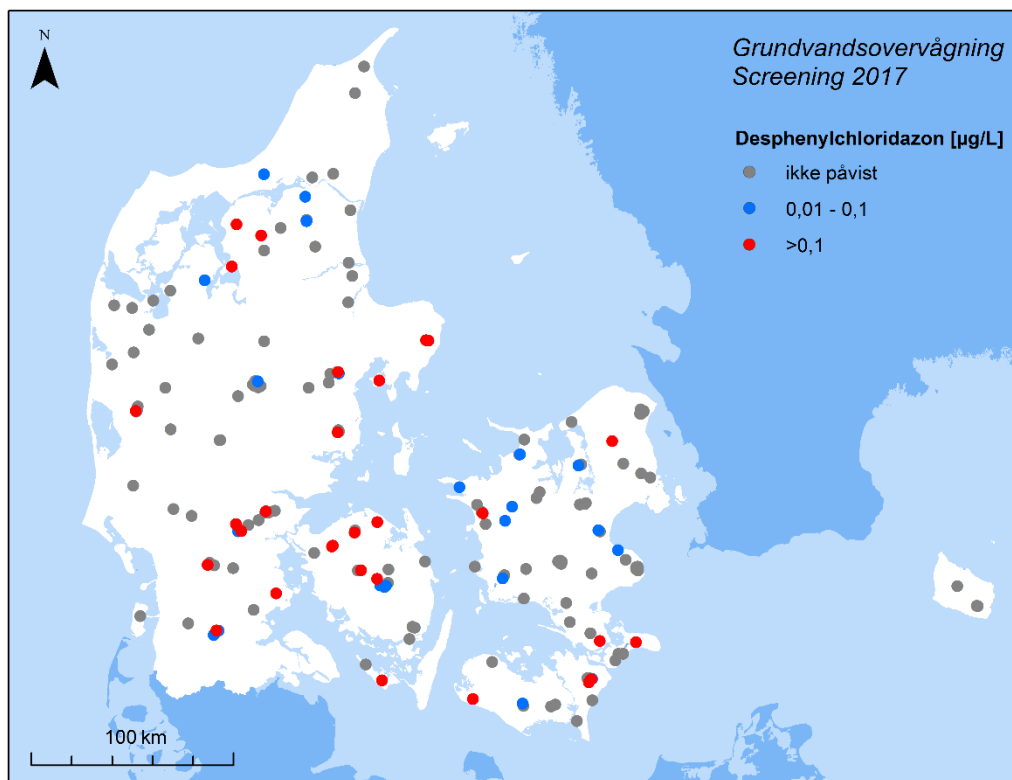 N
Grundvandsovervågning
Screening 2017
Desphenylchloridazon [µg/L]
ikke påvist
0,01 - 0,1
>0,1
100 km